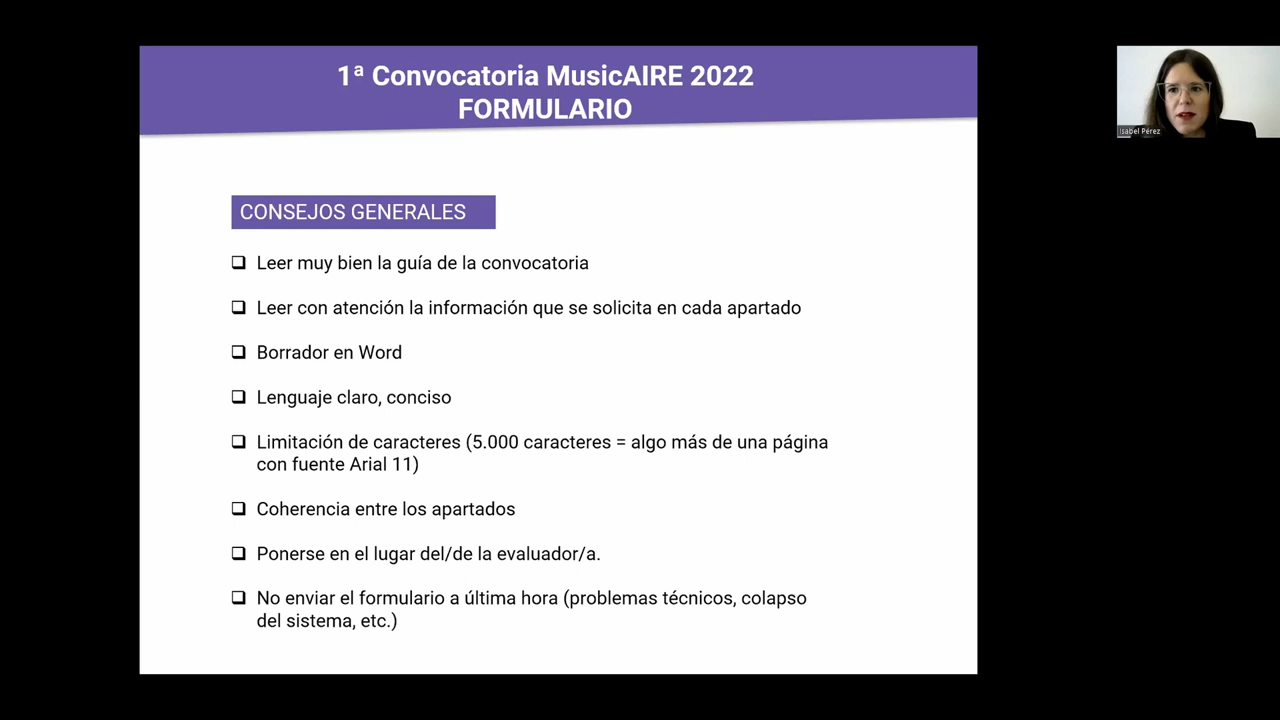 1ª Convocatoria MusicAIRE 2022
FORMULARIO
CONSEJOS GENERALES
❑ Leer muy bien la guía de la convocatoria
❑ Leer con atención la información que se solicita en cada apartado
❑ Borrador en Word
❑ Lenguaje claro, conciso
❑ Limitación de caracteres (5.000 caracteres = algo más de una página
con fuente Arial 11)
❑ Coherencia entre los apartados
❑ Ponerse en el lugar del/de la evaluador/a.
❑ No enviar el formulario a última hora (problemas técnicos, colapso
del sistema, etc.)
Isabel Pérez